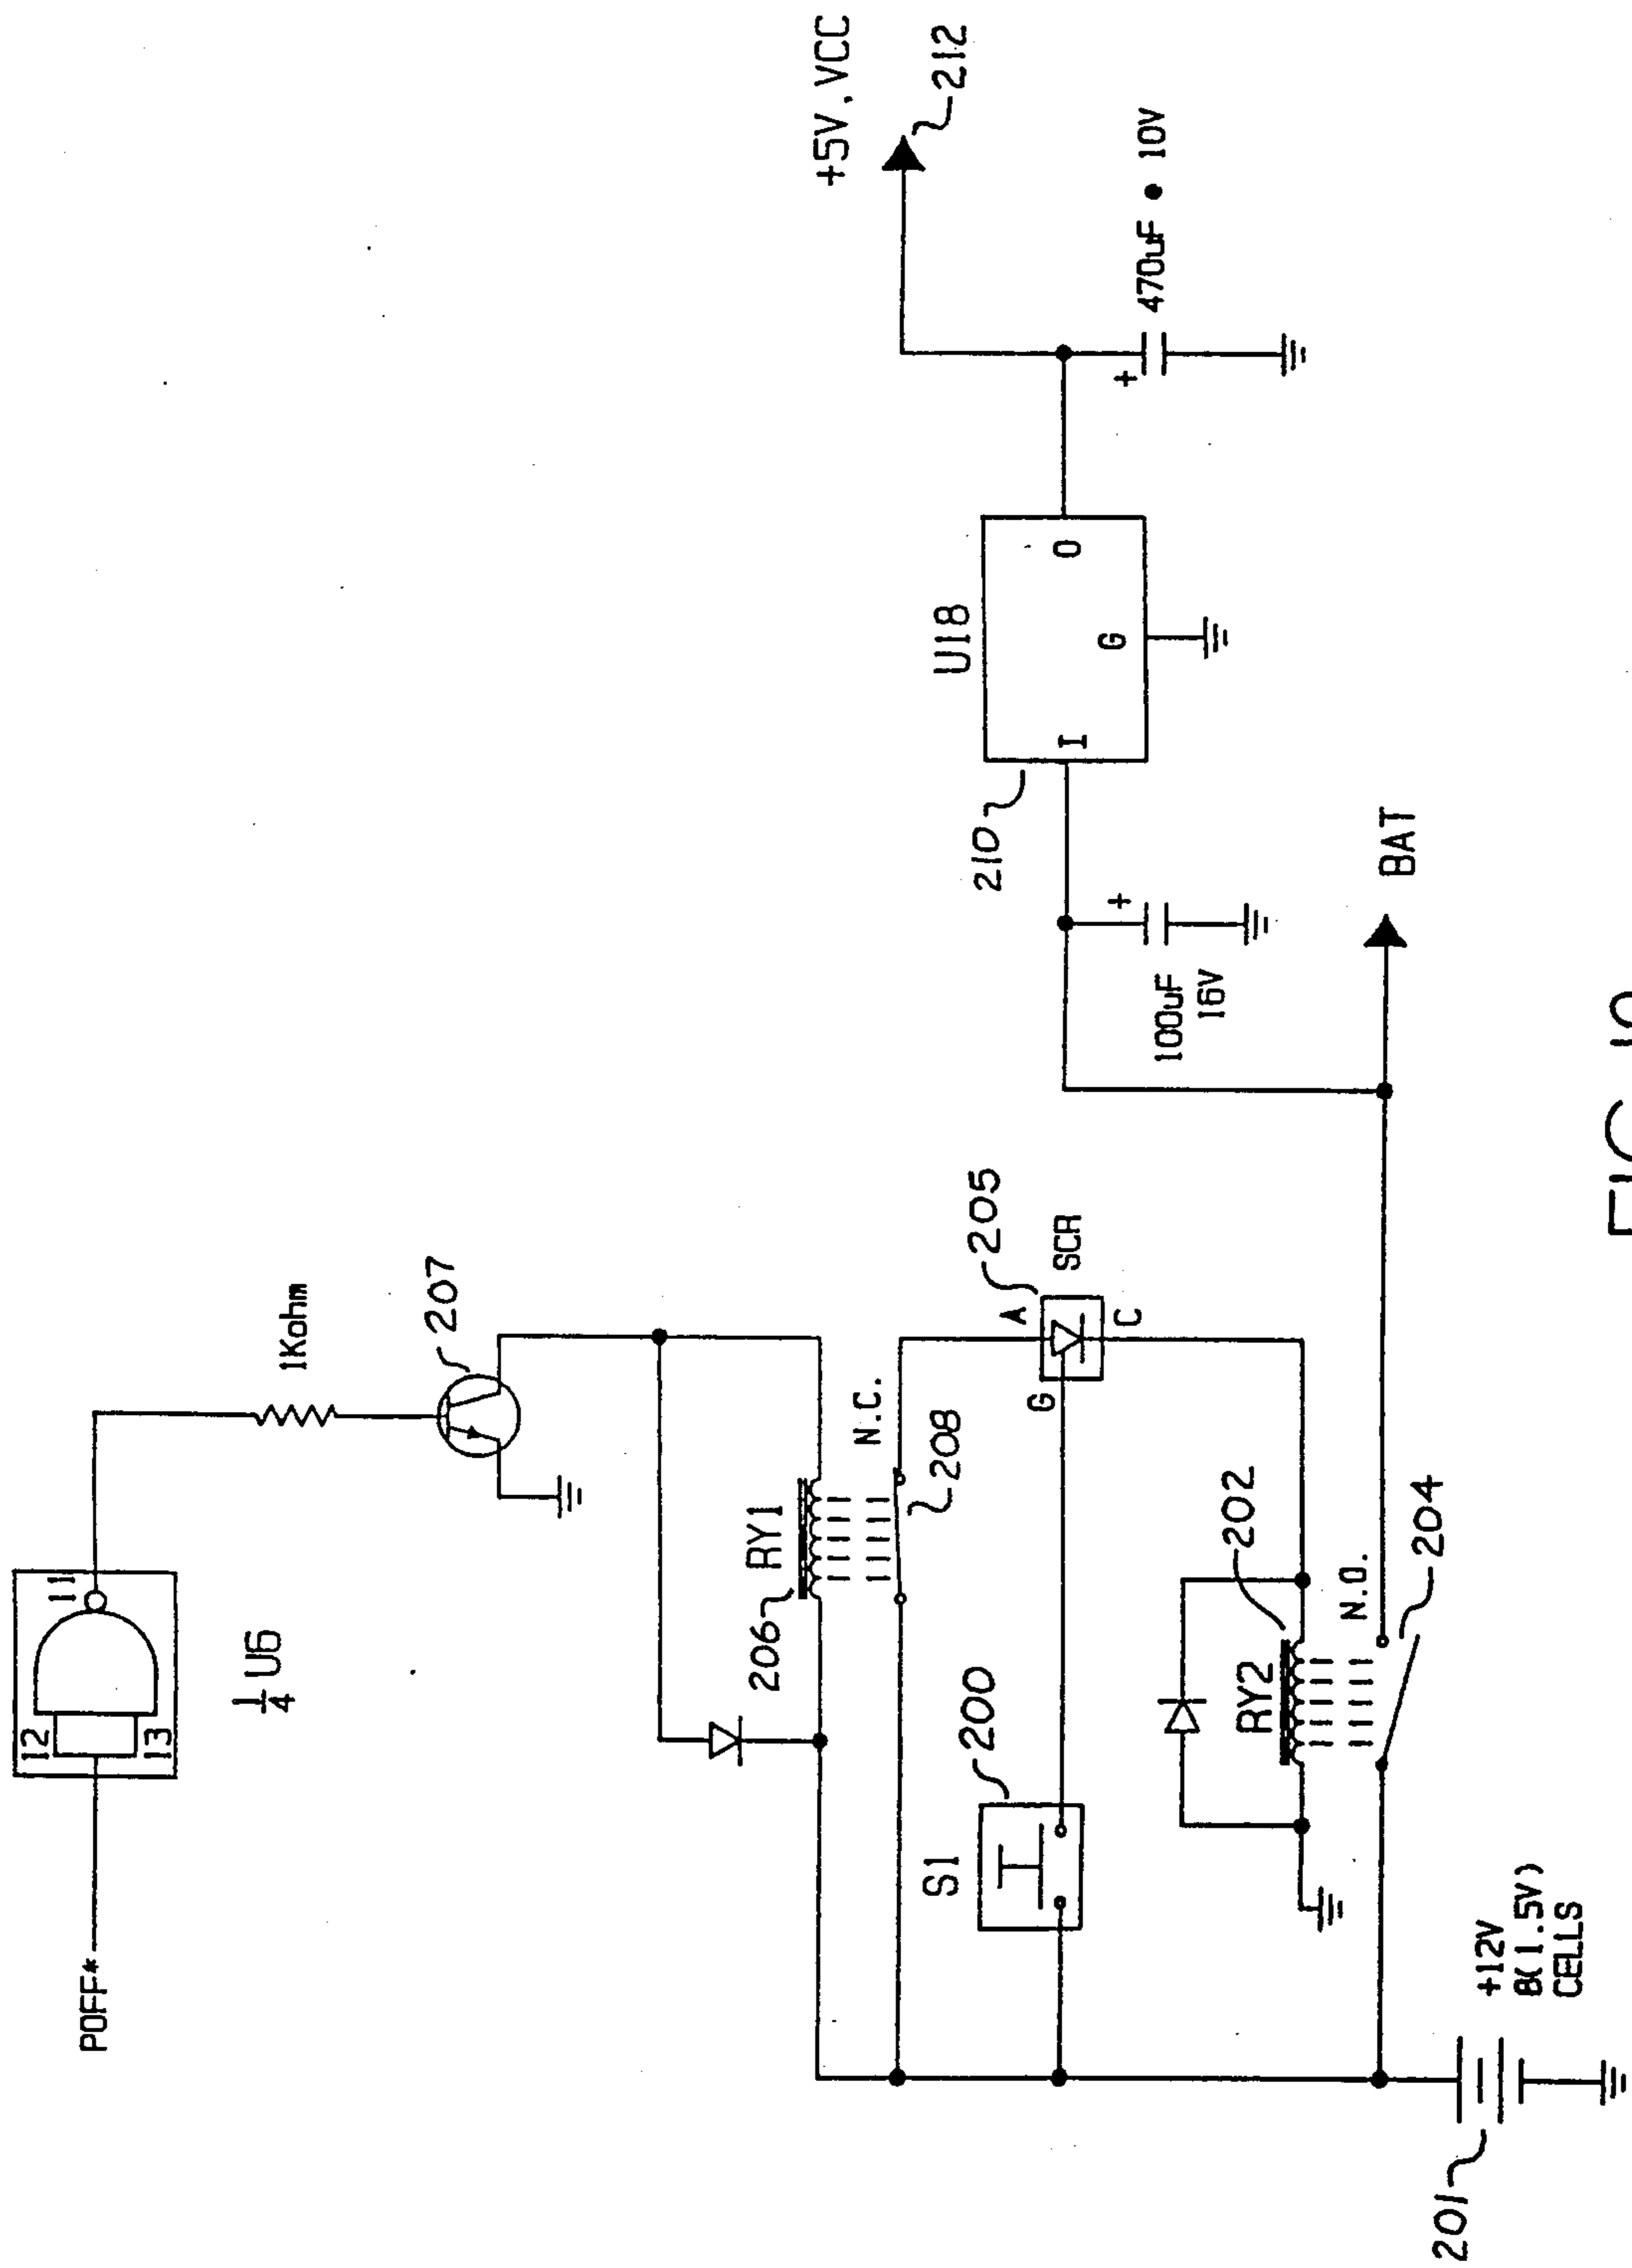 POFF*
12
13
11
1/4 U6
1Kohm
207
206
RY1
N.C.
208
S1
200
G
A
C
205
SCR
RY2
202
N.O.
204
201
+12V
8(1.5V)
CELLS
BAT
100uF
16V
+
210
U18
I
G
O
+
470uF • 10V
+5V,VCC
212